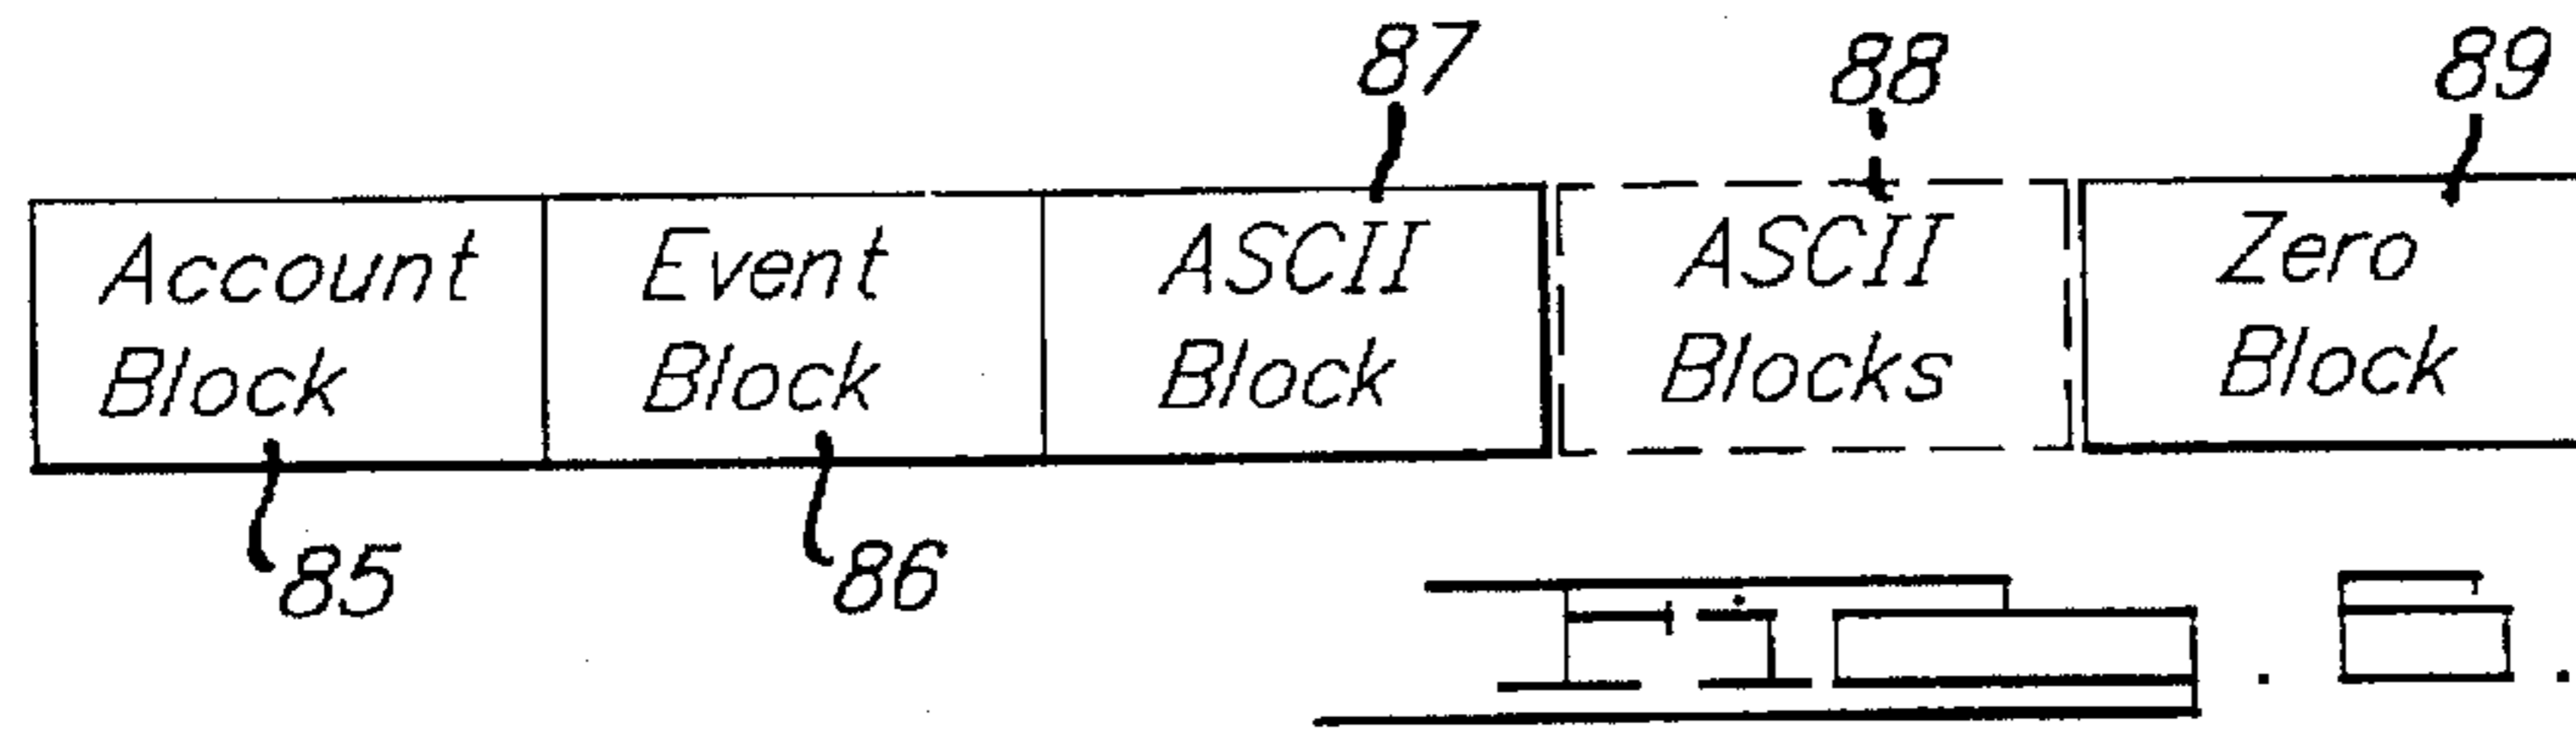 87 88 89
Account Event ASCII ASCII Zero
Block Block Block Blocks Block
85 86
Fig. 6.